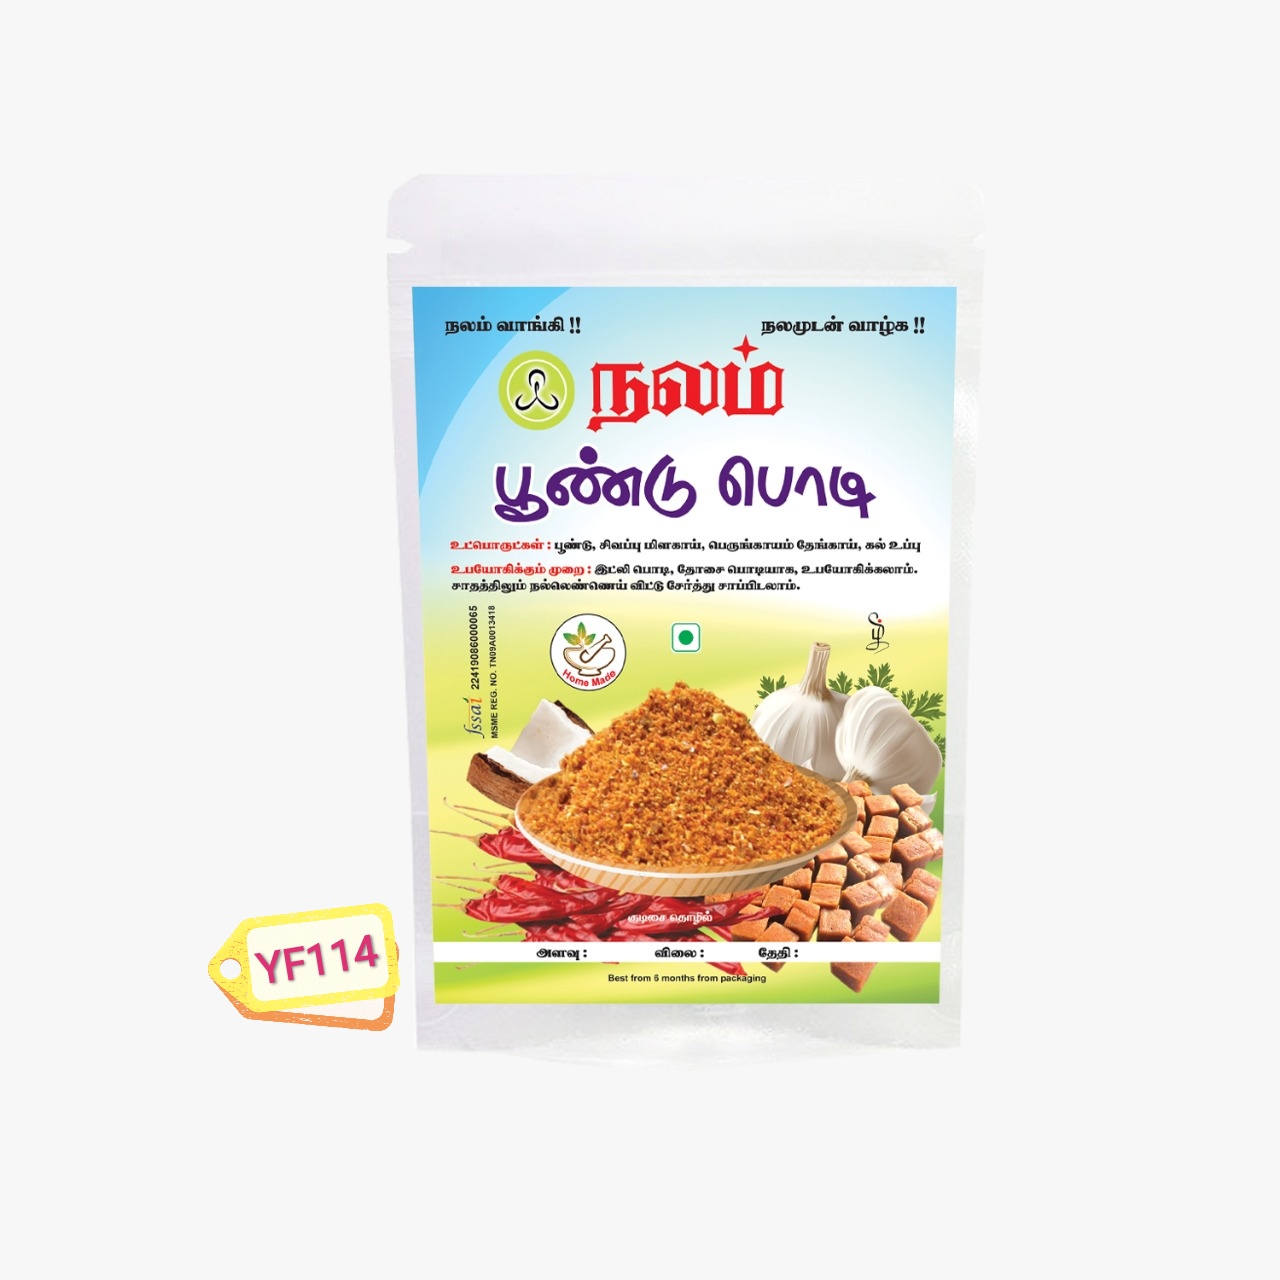 நலம் வாங்கி !! நலமுடன் வாழ்க !!
நலம்
பூண்டு பொடி
உட்பொருட்கள் : பூண்டு, சிவப்பு மிளகாய், பெருங்காயம் தேங்காய், கல் உப்பு
உபயோகிக்கும் முறை : இட்லி பொடி, தோசை பொடியாக, உபயோகிக்கலாம்.
சாதத்திலும் நல்லெண்ணெய் விட்டு சேர்த்து சாப்பிடலாம்.
fssai 22419086000065
MSME REG. NO. TN09A0013418
Home Made
குடிசை தொழில்
அளவு : விலை : தேதி :
Best from 6 months from packaging
YF114